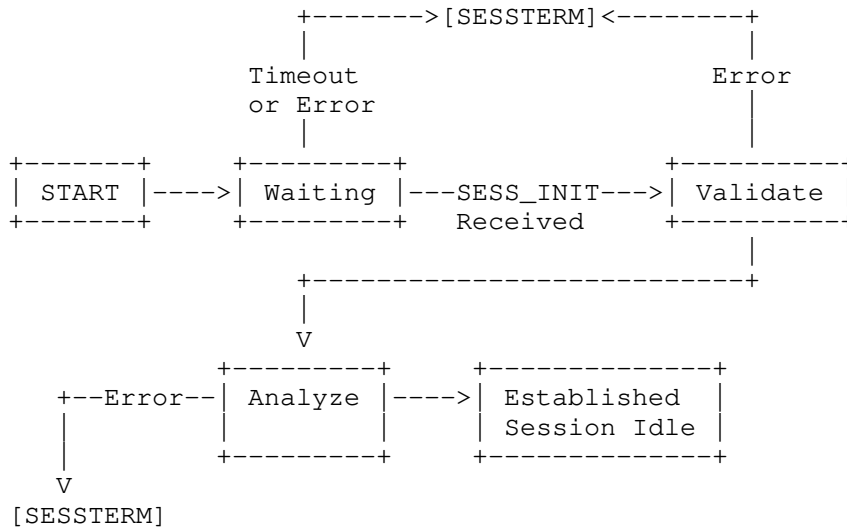 [SESSTERM]
Timeout Error
or Error
START Waiting SESS_INIT Validate
Received
V
Error Analyze Established
Session Idle
V
[SESSTERM]